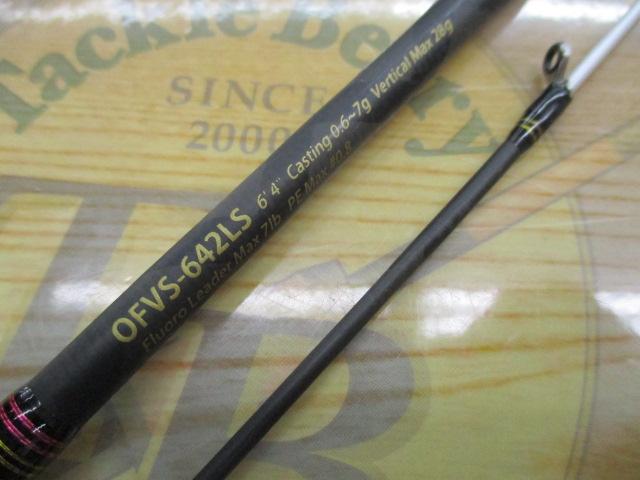 Tackle Berry
SINCE
2000
OFVS-642LS 6'4" Casting 0.6~7g Vertical Max 28g
Fluoro Leader Max 7lb PE Max #0.8